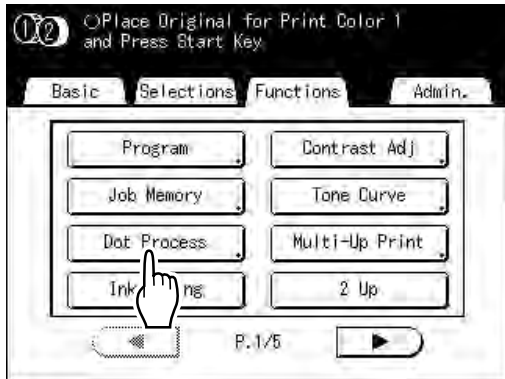 ①② ○Place Original for Print Color 1
and Press Start Key
Basic Selections Functions Admin.
Program Contrast Adj
Job Memory Tone Curve
Dot Process Multi-Up Print
2 Up
P.1/5